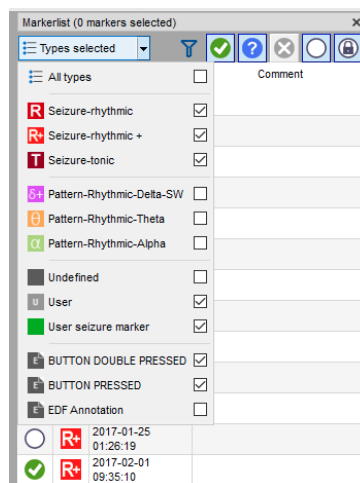 Markerlist (0 markers selected)
Types selected
Comment
All types
R Seizure-rhythmic
R+ Seizure-rhythmic +
T Seizure-tonic
δ+ Pattern-Rhythmic-Delta-SW
θ Pattern-Rhythmic-Theta
α Pattern-Rhythmic-Alpha
Undefined
U User
User seizure marker
E BUTTON DOUBLE PRESSED
E BUTTON PRESSED
E EDF Annotation
R+ 2017-01-25
01:26:19
R+ 2017-02-01
09:35:10